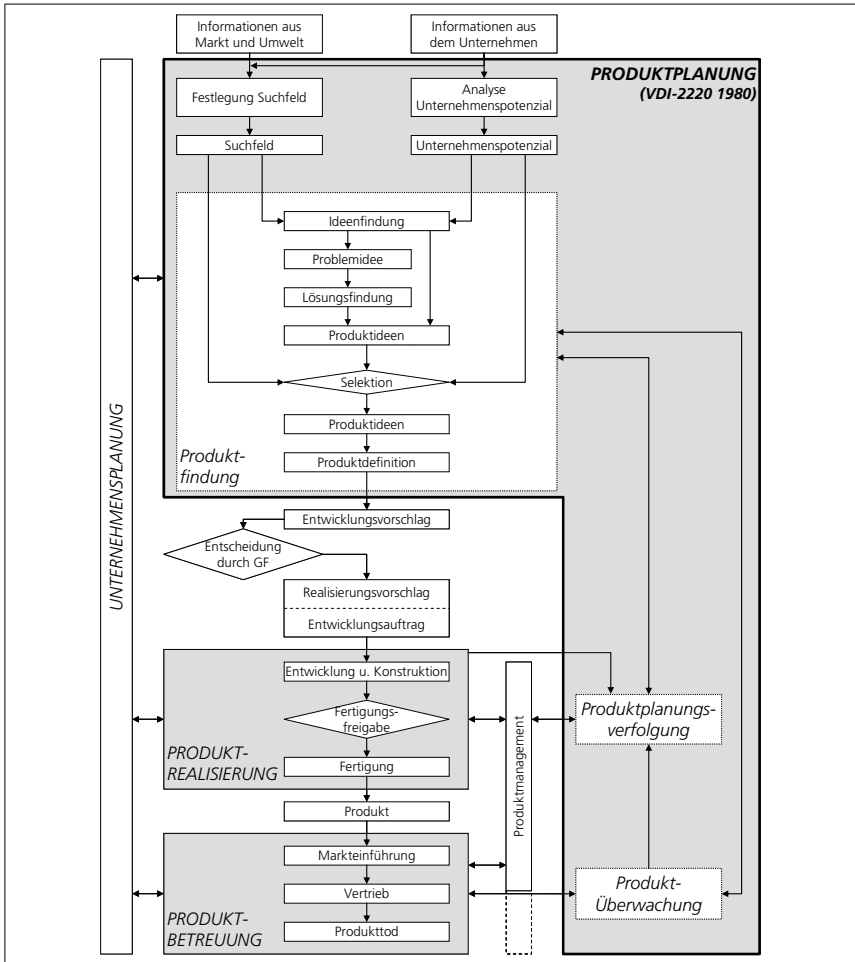 Informationen aus
Markt und Umwelt
Informationen aus
dem Unternehmen
PRODUKTPLANUNG
(VDI-2220 1980)
Festlegung Suchfeld
Analyse
Unternehmenspotenzial
Suchfeld
Unternehmenspotenzial
Ideenfindung
Problemidee
Lösungsfindung
Produktideen
Selektion
Produktideen
Produktdefinition
Produkt-
findung
UNTERNEHMENSPLANUNG
Entwicklungsvorschlag
Entscheidung
durch GF
Realisierungsvorschlag
Entwicklungsauftrag
Entwicklung u. Konstruktion
Fertigungs-
freigabe
Fertigung
PRODUKT-
REALISIERUNG
Produktmanagement
Produktplanungs-
verfolgung
Produkt
Markteinführung
Vertrieb
Produkttod
PRODUKT-
BETREUUNG
Produkt-
Überwachung